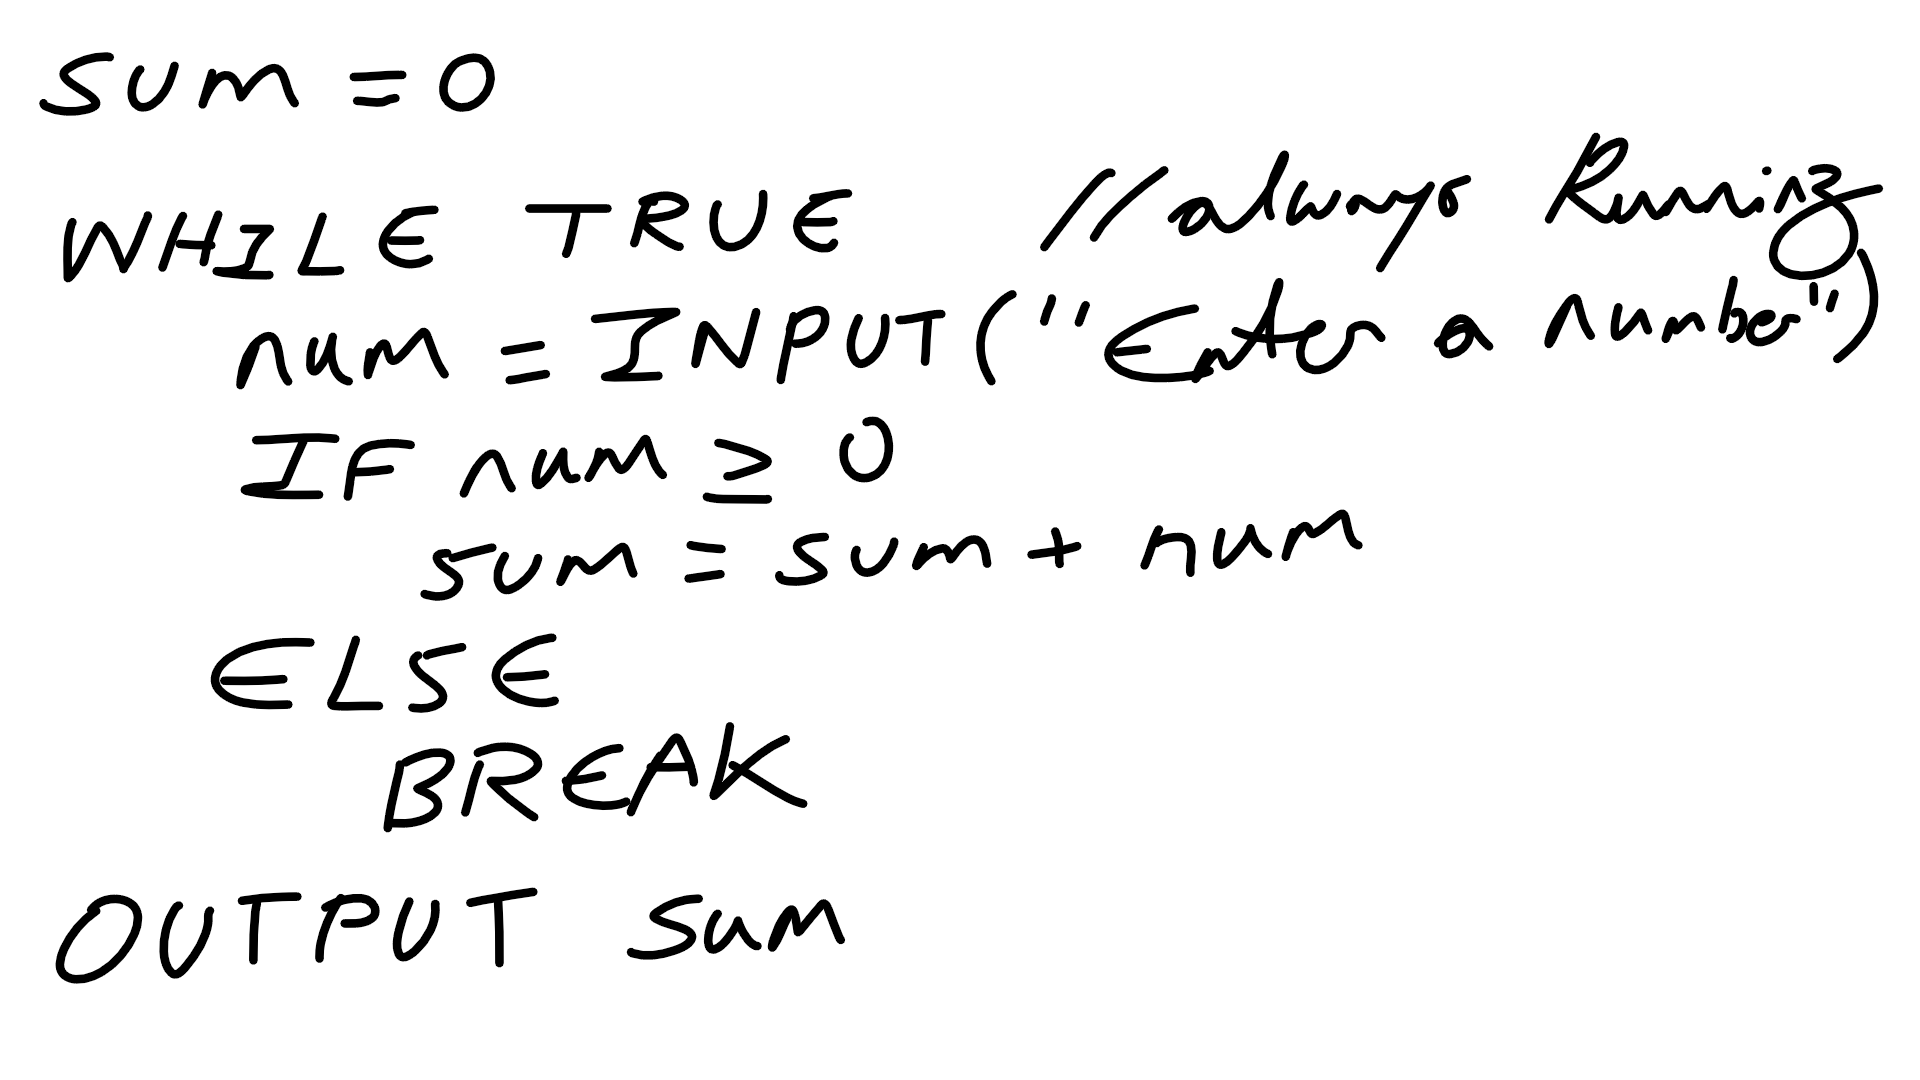 sum = 0
WHILE TRUE //always Running
num = INPUT("Enter a number")
IF num ≥ 0
sum = sum + num
ELSE
BREAK
OUTPUT sum